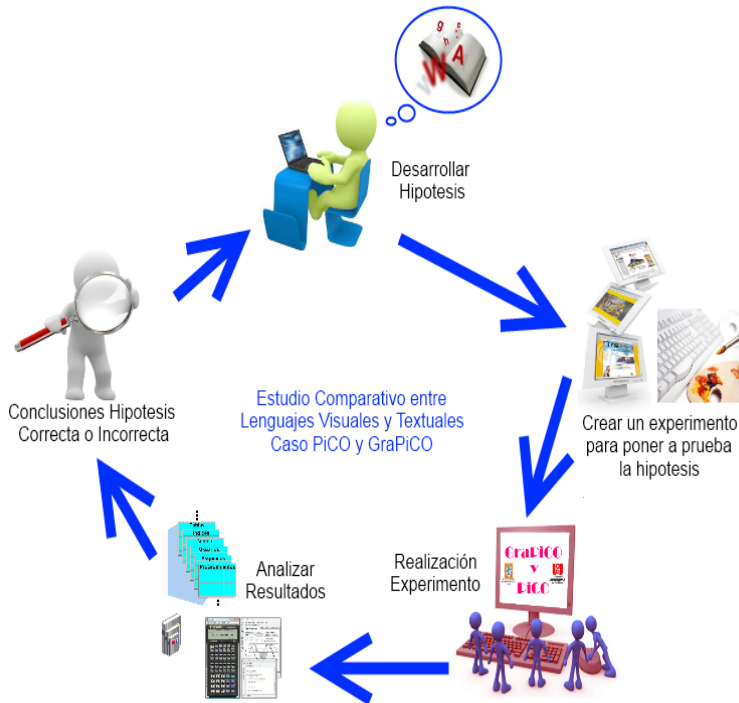 g
h
W
A
W
Desarrollar
Hipotesis
Crear un experimento
para poner a prueba
la hipotesis
Estudio Comparativo entre
Lenguajes Visuales y Textuales
Caso PiCO y GraPiCO
Conclusiones Hipotesis
Correcta o Incorrecta
Realización
Experimento
GraPiCO
y
PiCO
Analizar
Resultados